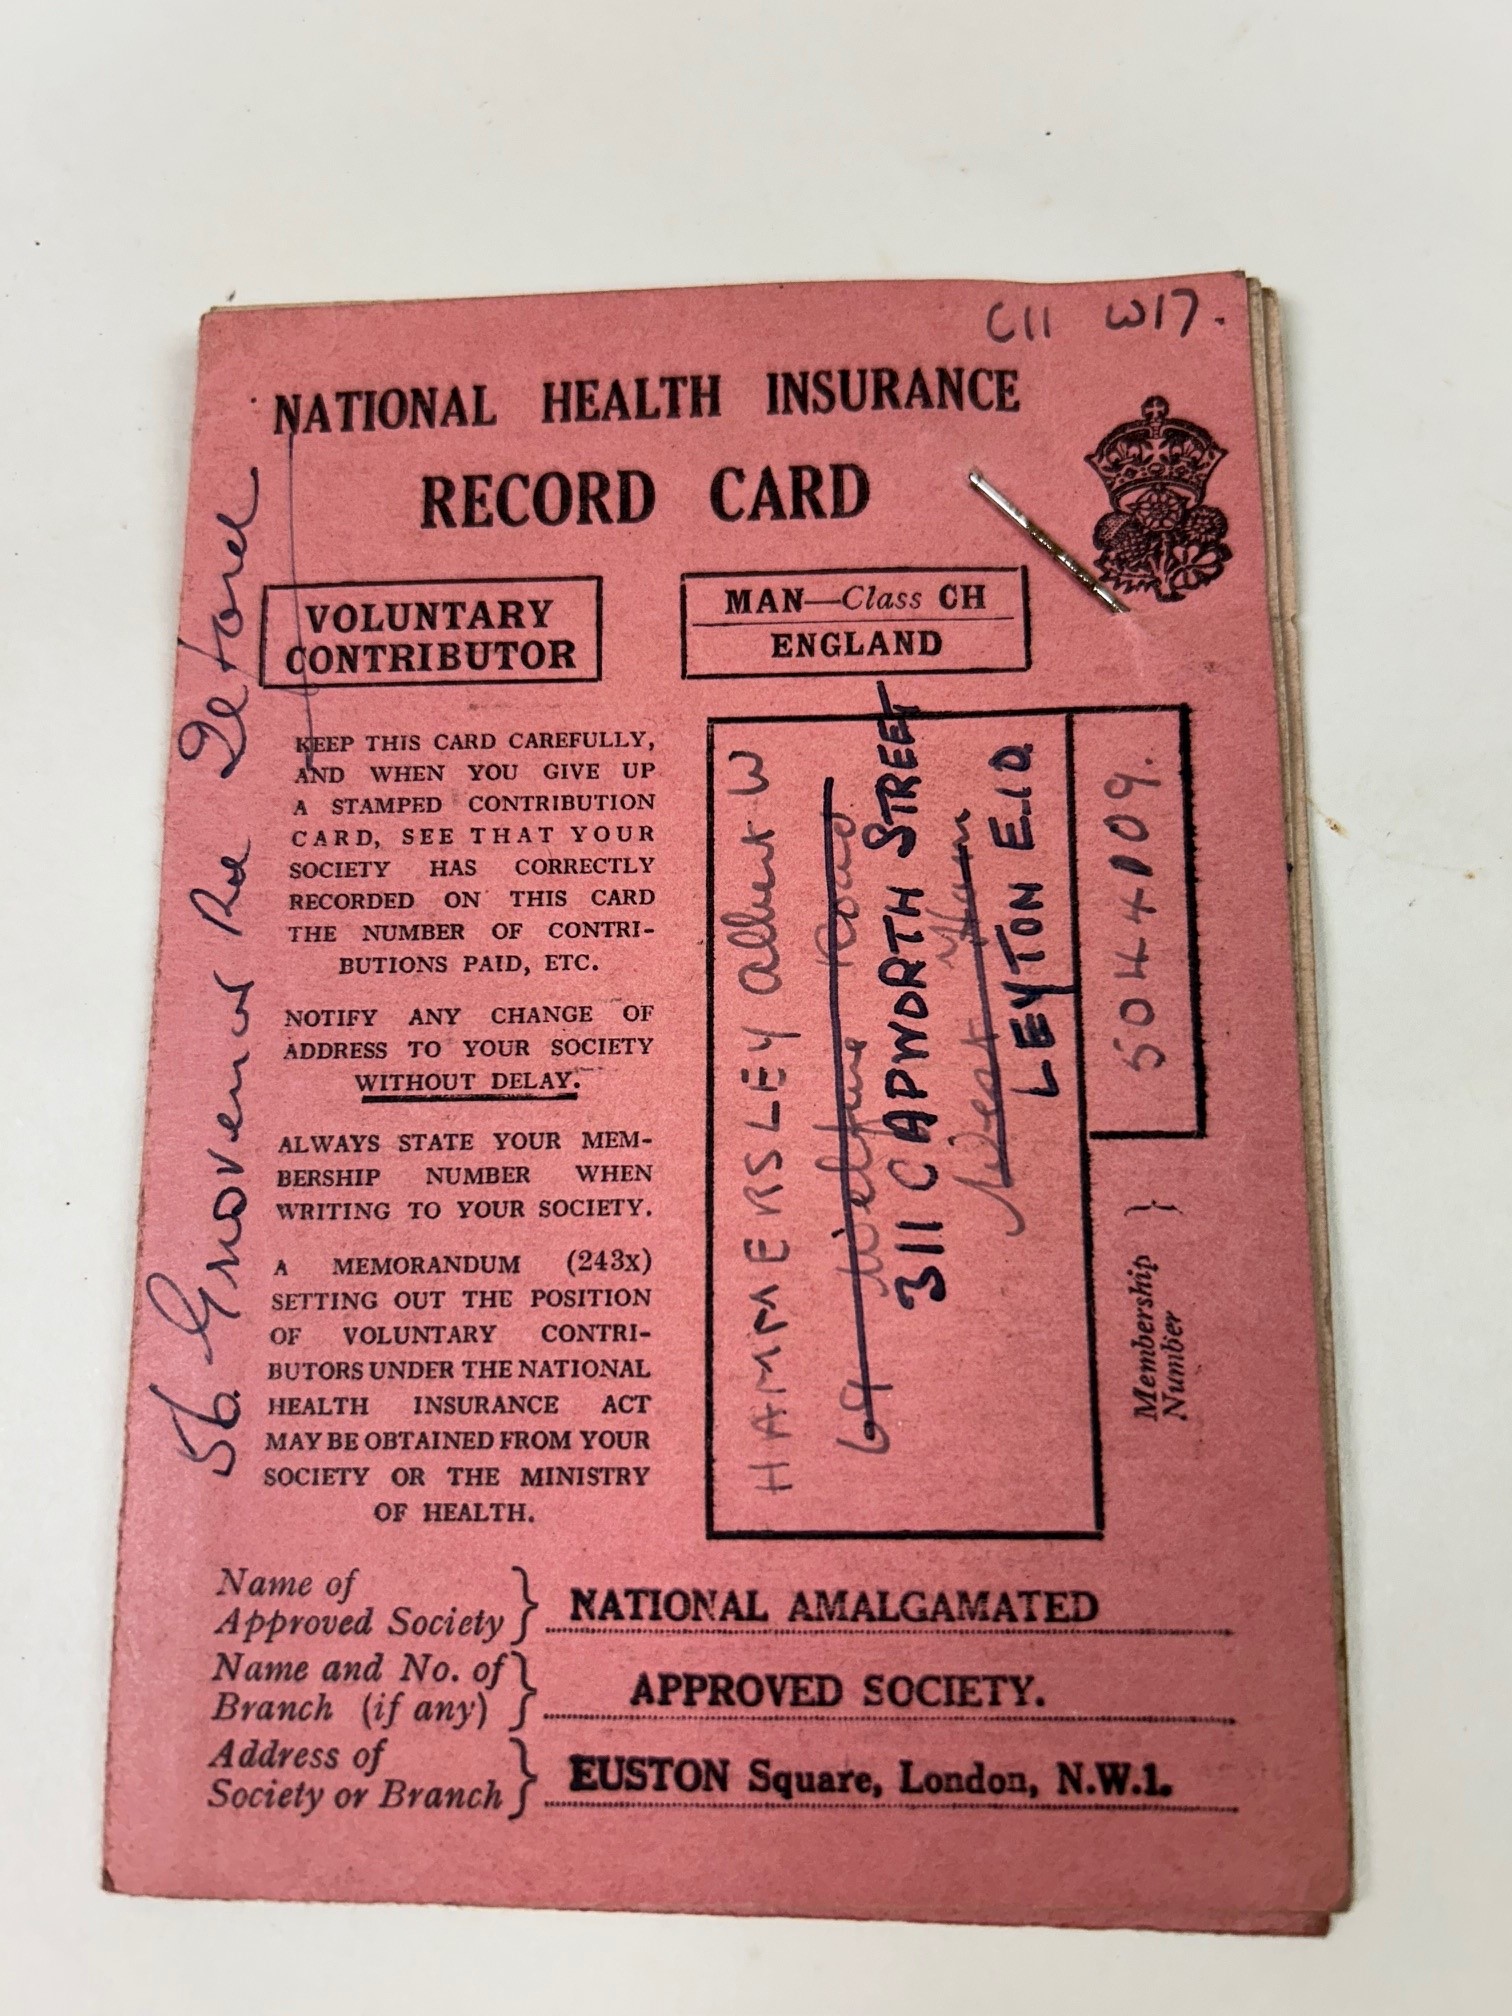 C11 W17.
NATIONAL HEALTH INSURANCE
RECORD CARD
VOLUNTARY
CONTRIBUTOR
MAN—Class CH
ENGLAND
KEEP THIS CARD CAREFULLY,
AND WHEN YOU GIVE UP
A STAMPED CONTRIBUTION
CARD, SEE THAT YOUR
SOCIETY HAS CORRECTLY
RECORDED ON THIS CARD
THE NUMBER OF CONTRI-
BUTIONS PAID, ETC.
NOTIFY ANY CHANGE OF
ADDRESS TO YOUR SOCIETY
WITHOUT DELAY.
ALWAYS STATE YOUR MEM-
BERSHIP NUMBER WHEN
WRITING TO YOUR SOCIETY.
A MEMORANDUM (243x)
SETTING OUT THE POSITION
OF VOLUNTARY CONTRI-
BUTORS UNDER THE NATIONAL
HEALTH INSURANCE ACT
MAY BE OBTAINED FROM YOUR
SOCIETY OR THE MINISTRY
OF HEALTH.
56 Grovenor Rd
HAMMERSLEY Albert W
69 Road
311 CAPWORTH STREET
West Ham
LEYTON E.10
Membership
Number }
5044109.
Name of
Approved Society } NATIONAL AMALGAMATED
Name and No. of
Branch (if any) } APPROVED SOCIETY.
Address of
Society or Branch } EUSTON Square, London, N.W.1.